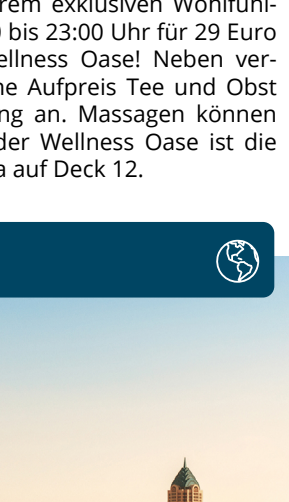 rem exklusiven Wohlfühl-
0 bis 23:00 Uhr für 29 Euro
ellness Oase! Neben ver-
ne Aufpreis Tee und Obst
ng an. Massagen können
der Wellness Oase ist die
a auf Deck 12.